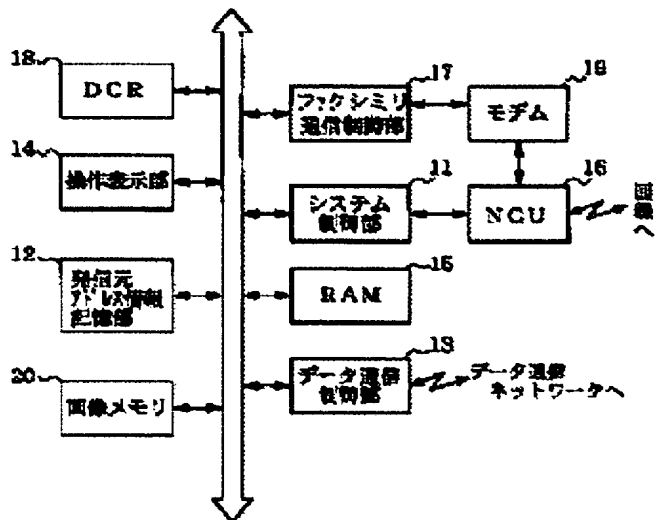 18
DCR
14
操作表示部
12
発信元
アドレス情報
記憶部
20
画像メモリ
17
ファクシミリ
通信制御部
モデム
11
システム
制御部
16
NCU
回線へ
15
RAM
13
データ通信
制御部
データ通信
ネットワークへ